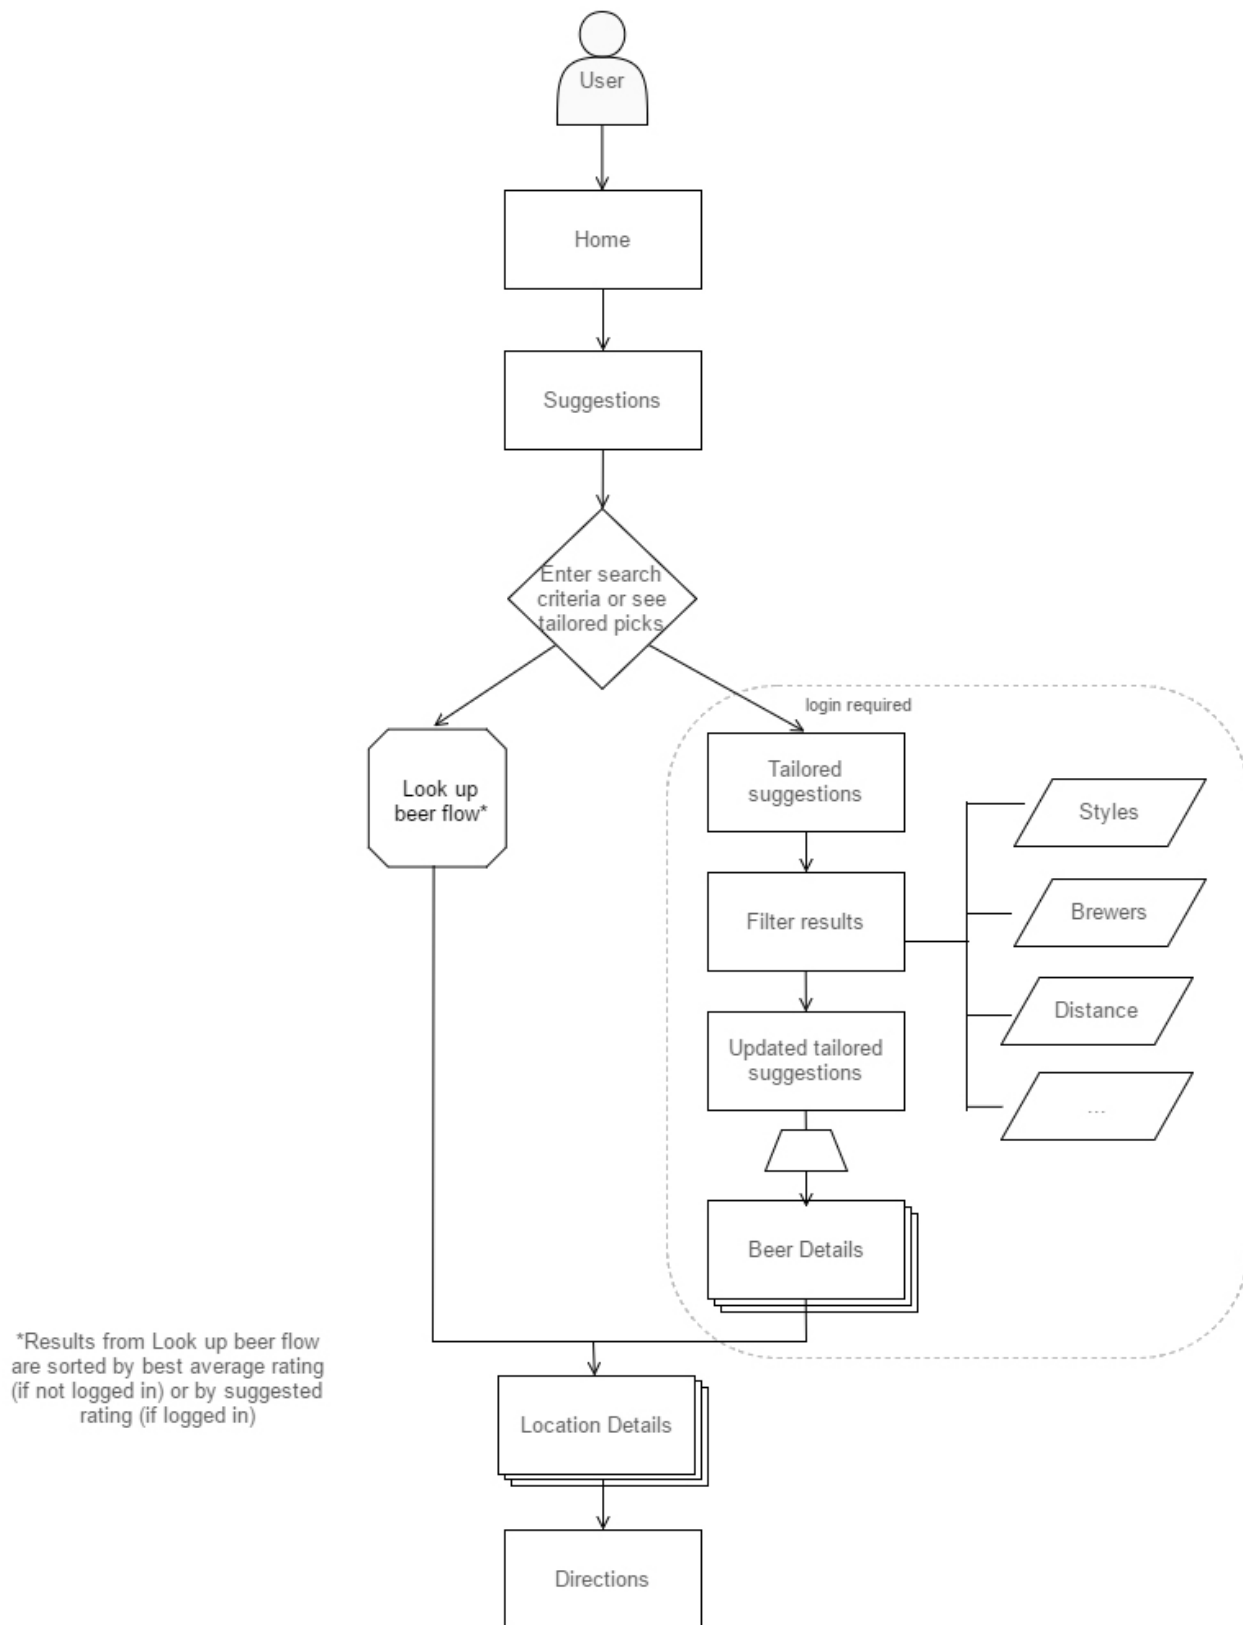 User
Home
Suggestions
Enter search
criteria or see
tailored picks
login required
Look up
beer flow*
Tailored
suggestions
Styles
Filter results
Brewers
Distance
Updated tailored
suggestions
...
Beer Details
*Results from Look up beer flow
are sorted by best average rating
(if not logged in) or by suggested
rating (if logged in)
Location Details
Directions